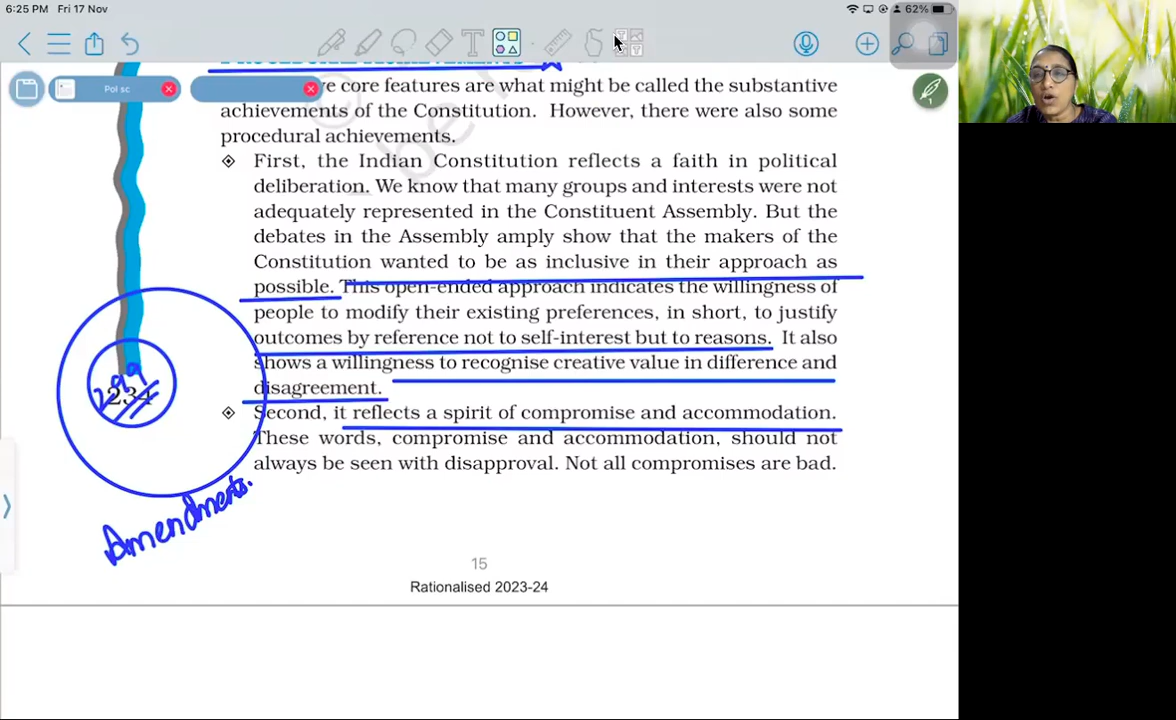 6:25 PM Fri 17 Nov
62%
Pol sc
ve core features are what might be called the substantive
achievements of the Constitution. However, there were also some
procedural achievements.
First, the Indian Constitution reflects a faith in political
deliberation. We know that many groups and interests were not
adequately represented in the Constituent Assembly. But the
debates in the Assembly amply show that the makers of the
Constitution wanted to be as inclusive in their approach as
possible. This open-ended approach indicates the willingness of
people to modify their existing preferences, in short, to justify
outcomes by reference not to self-interest but to reasons. It also
shows a willingness to recognise creative value in difference and
disagreement.
299
234
Second, it reflects a spirit of compromise and accommodation.
These words, compromise and accommodation, should not
always be seen with disapproval. Not all compromises are bad.
Amendments.
15
Rationalised 2023-24